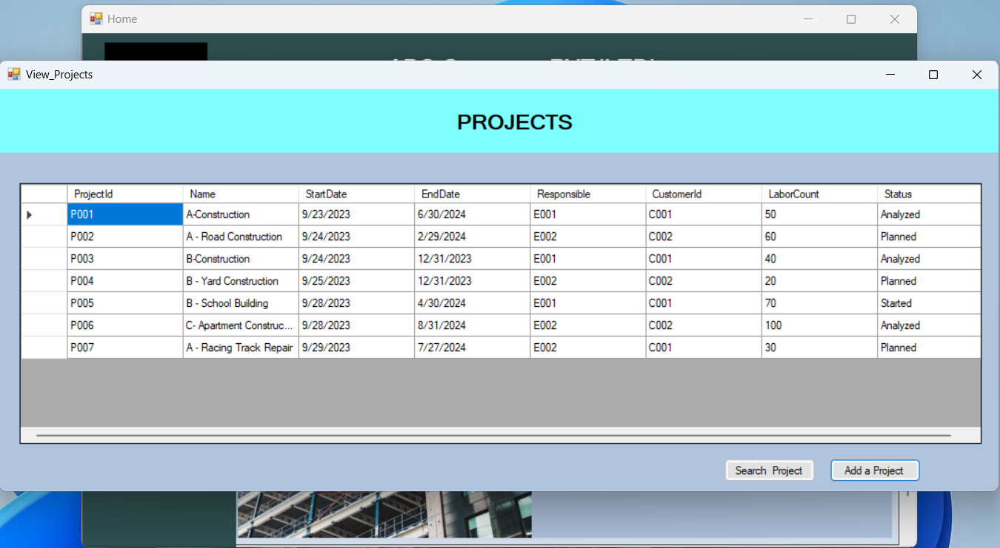 Home
View_Projects
PROJECTS
ProjectId Name StartDate EndDate Responsible CustomerId LaborCount Status
P001 A-Construction 9/23/2023 6/30/2024 E001 C001 50 Analyzed
P002 A - Road Construction 9/24/2023 2/29/2024 E002 C002 60 Planned
P003 B-Construction 9/24/2023 12/31/2023 E001 C001 40 Analyzed
P004 B - Yard Construction 9/25/2023 12/31/2023 E002 C002 20 Planned
P005 B - School Building 9/28/2023 4/30/2024 E001 C001 70 Started
P006 C- Apartment Construc... 9/28/2023 8/31/2024 E002 C002 100 Analyzed
P007 A - Racing Track Repair 9/29/2023 7/27/2024 E002 C001 30 Planned
Search Project Add a Project